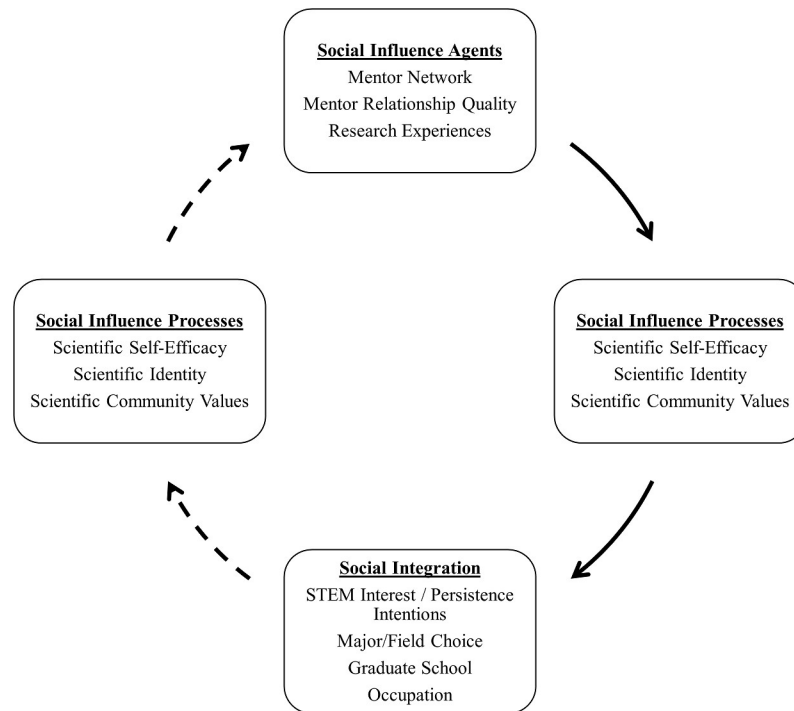 Social Influence Agents
Mentor Network
Mentor Relationship Quality
Research Experiences
Social Influence Processes
Scientific Self-Efficacy
Scientific Identity
Scientific Community Values
Social Influence Processes
Scientific Self-Efficacy
Scientific Identity
Scientific Community Values
Social Integration
STEM Interest / Persistence
Intentions
Major/Field Choice
Graduate School
Occupation